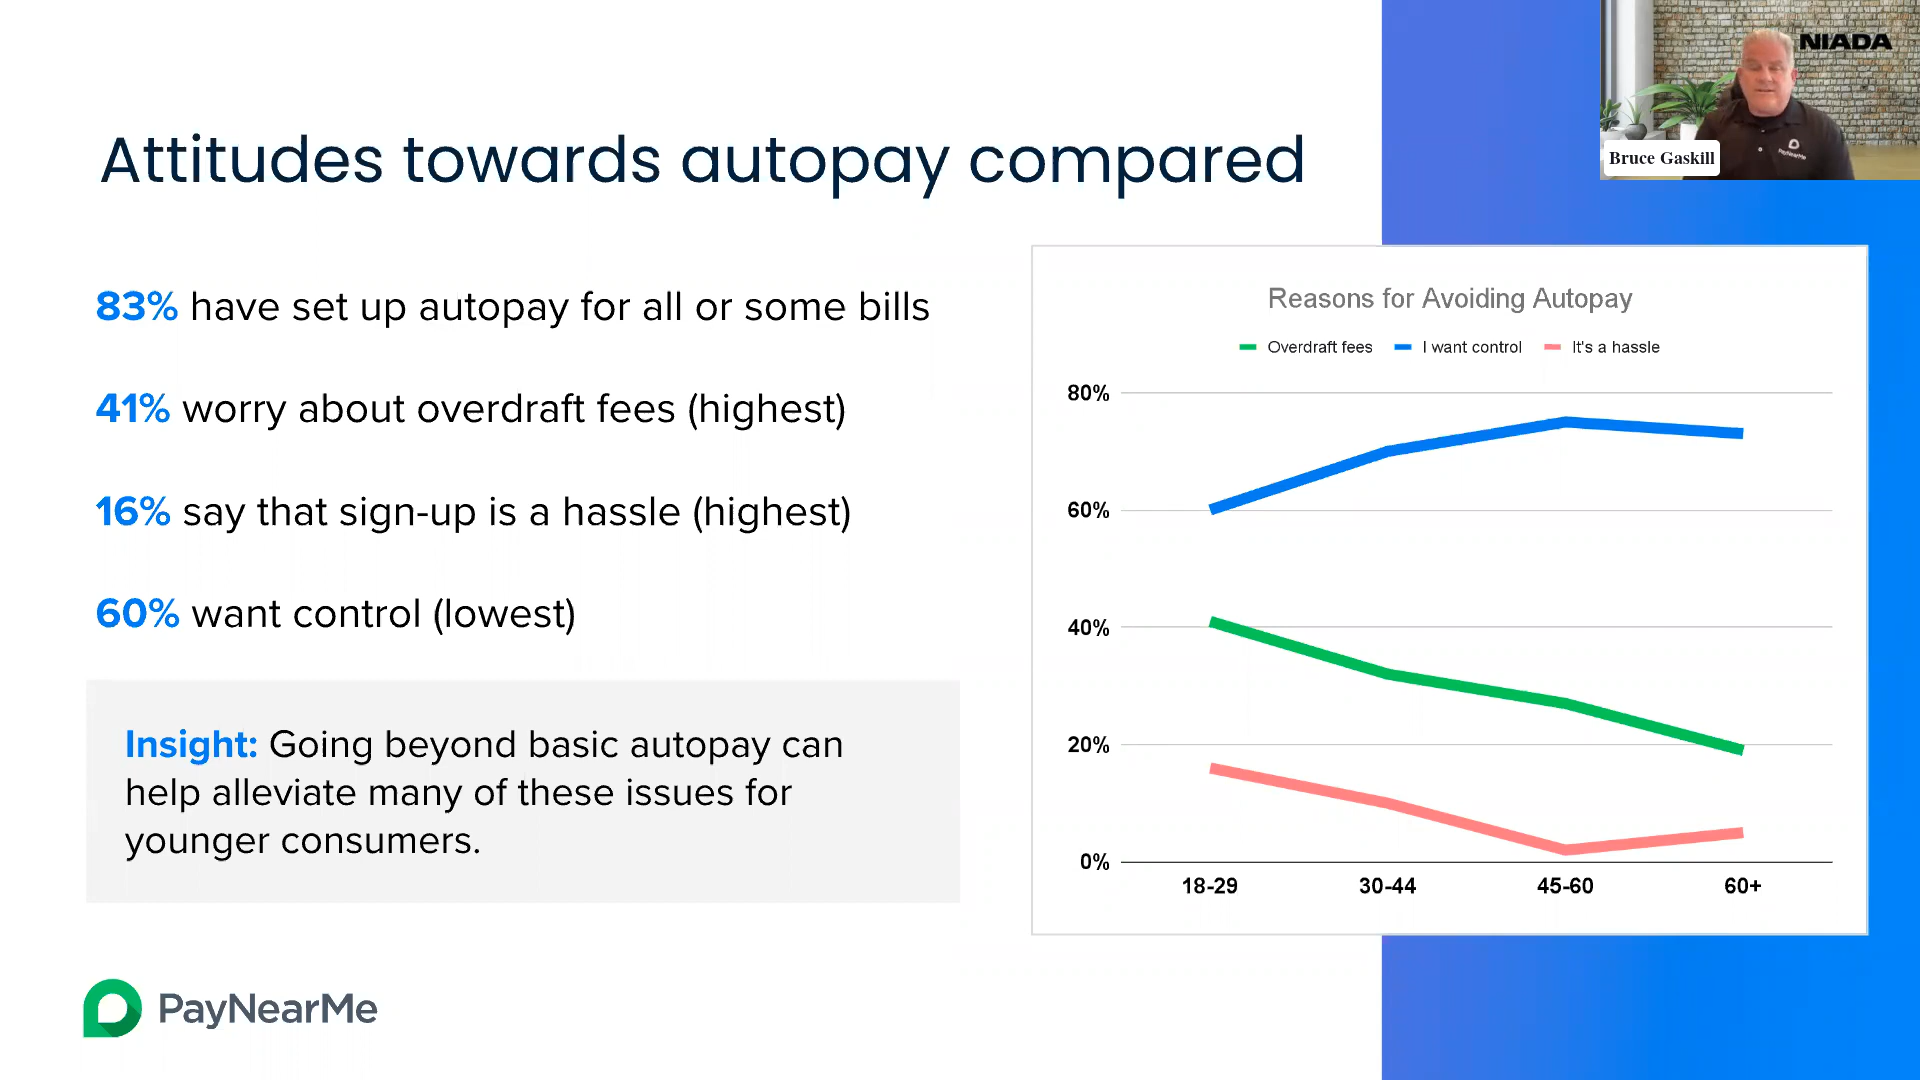 NIADA
Bruce Gaskill
PayNearMe
Attitudes towards autopay compared
83% have set up autopay for all or some bills
41% worry about overdraft fees (highest)
16% say that sign-up is a hassle (highest)
60% want control (lowest)
Insight: Going beyond basic autopay can
help alleviate many of these issues for
younger consumers.
Reasons for Avoiding Autopay
Overdraft fees I want control It's a hassle
80%
60%
40%
20%
0%
18-29 30-44 45-60 60+
PayNearMe